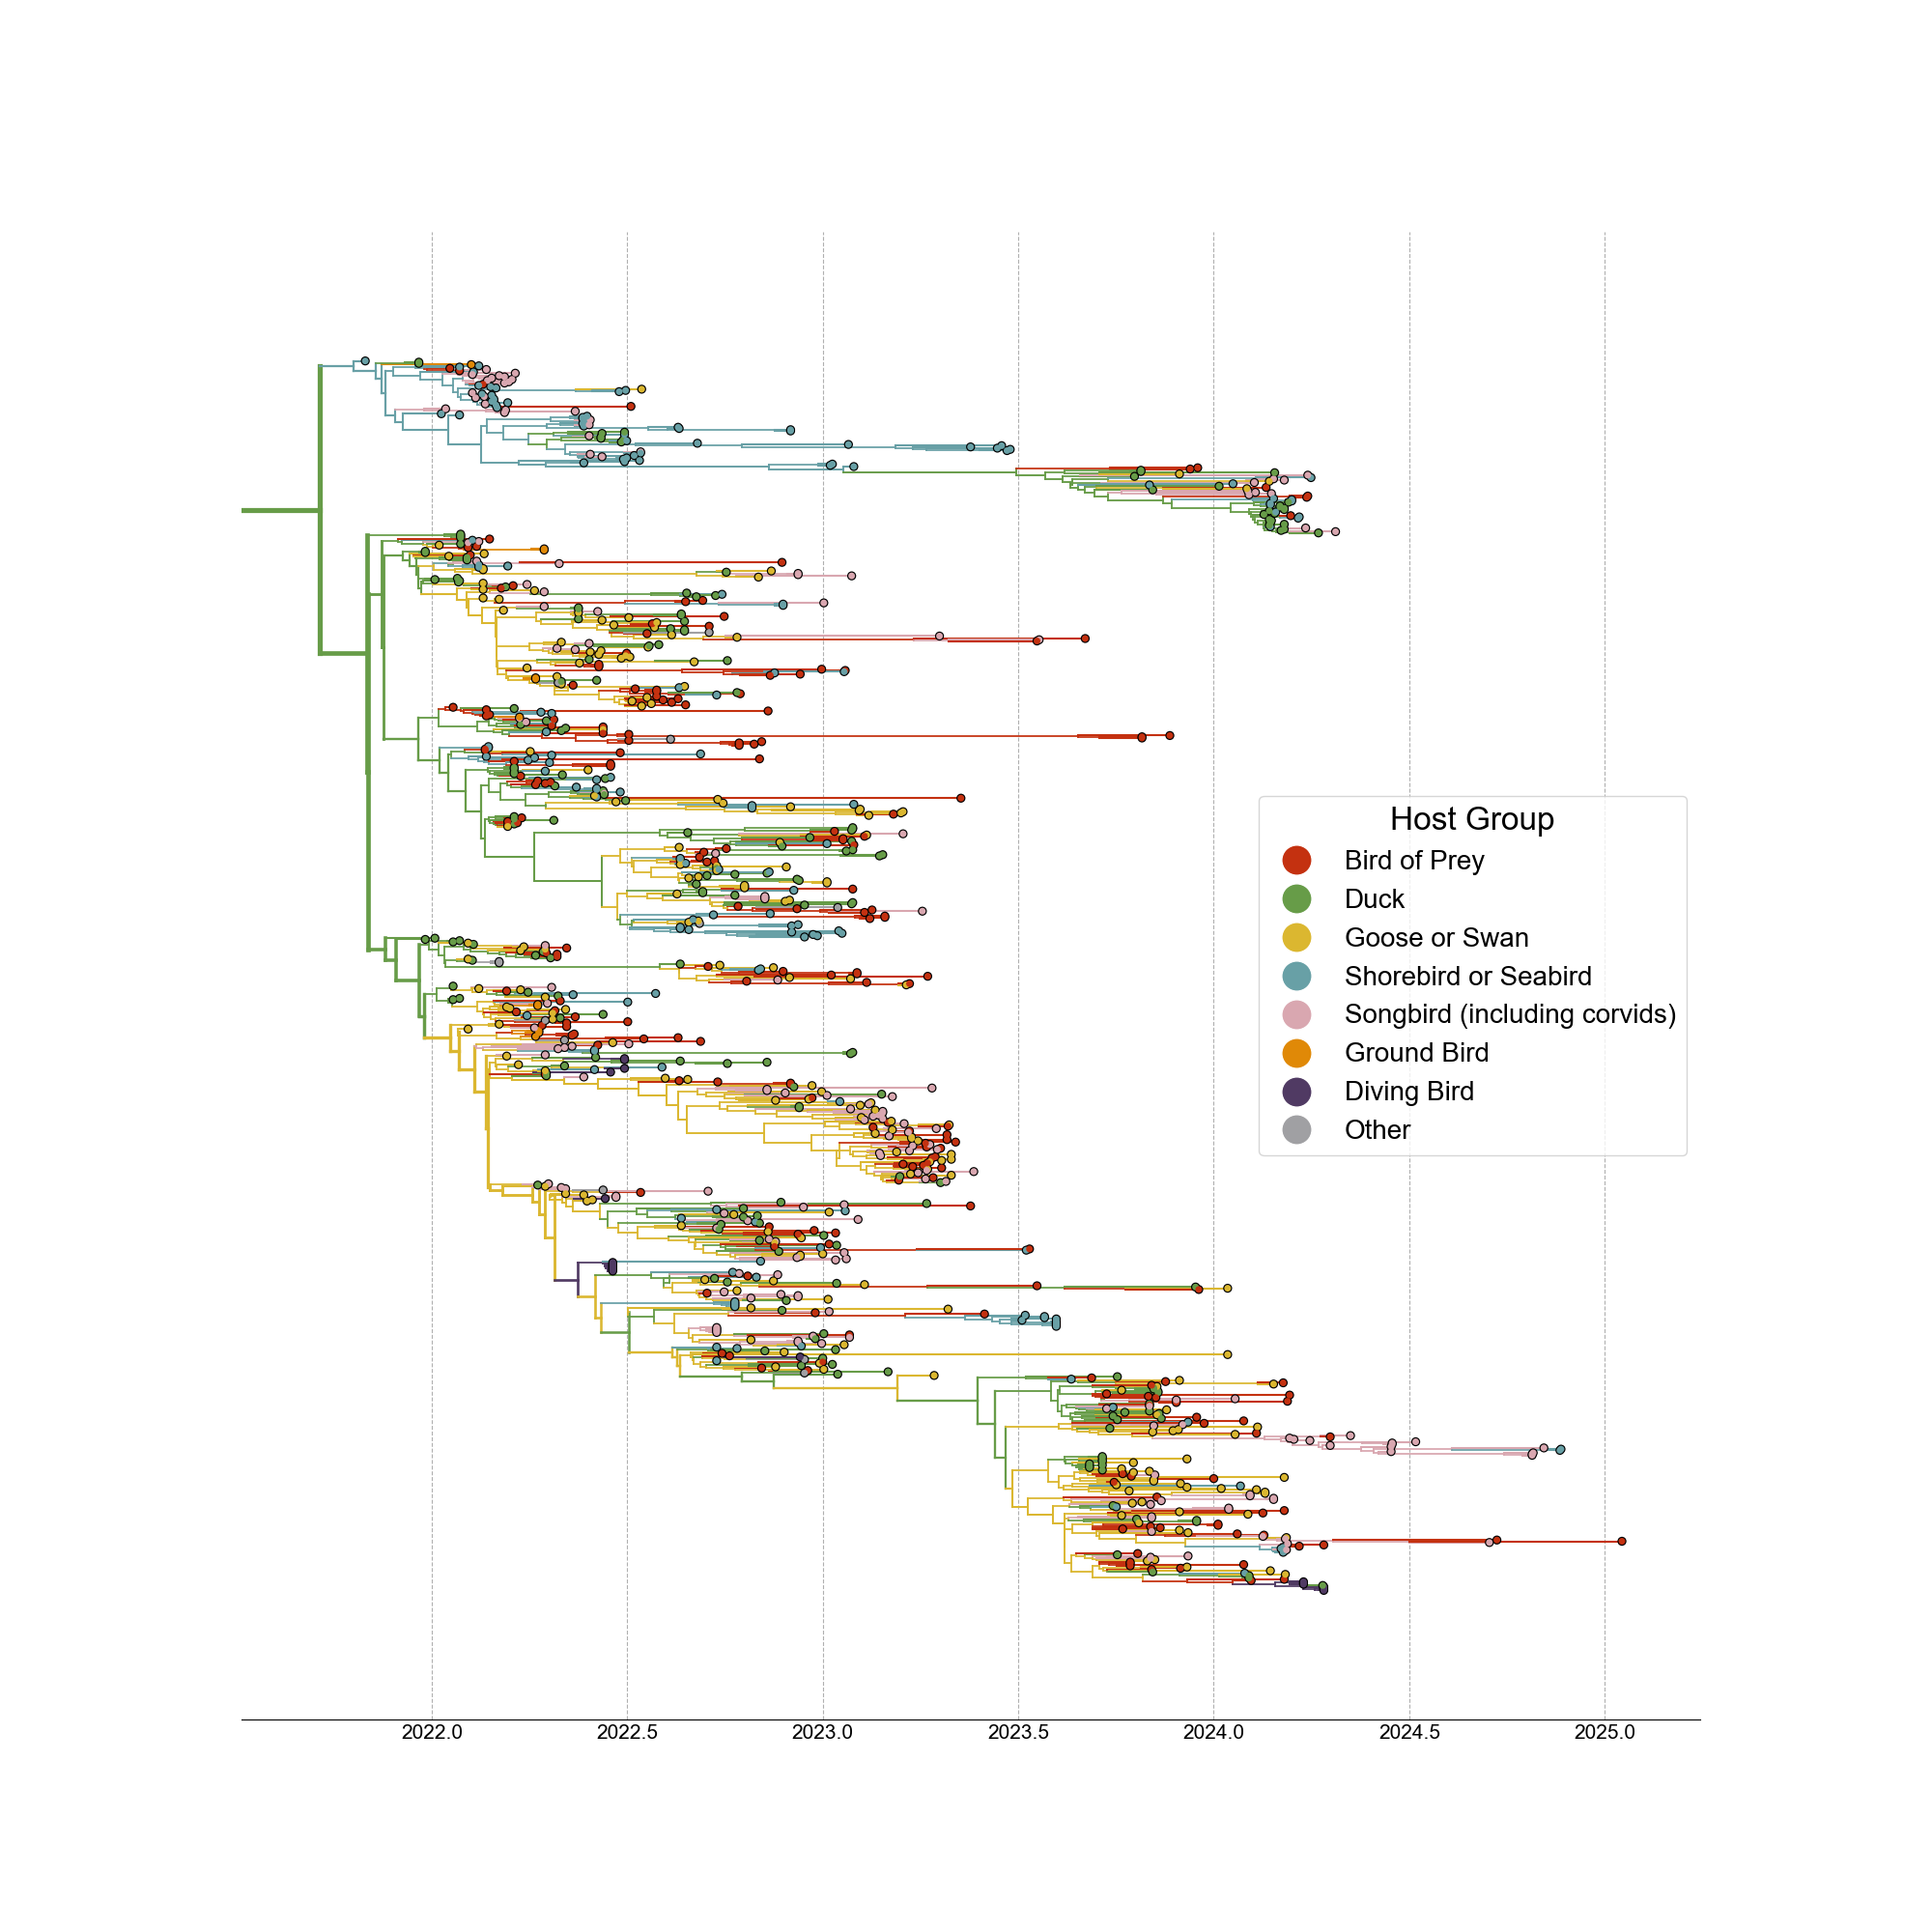 Host Group
Bird of Prey
Duck
Goose or Swan
Shorebird or Seabird
Songbird (including corvids)
Ground Bird
Diving Bird
Other
2022.0 2022.5 2023.0 2023.5 2024.0 2024.5 2025.0